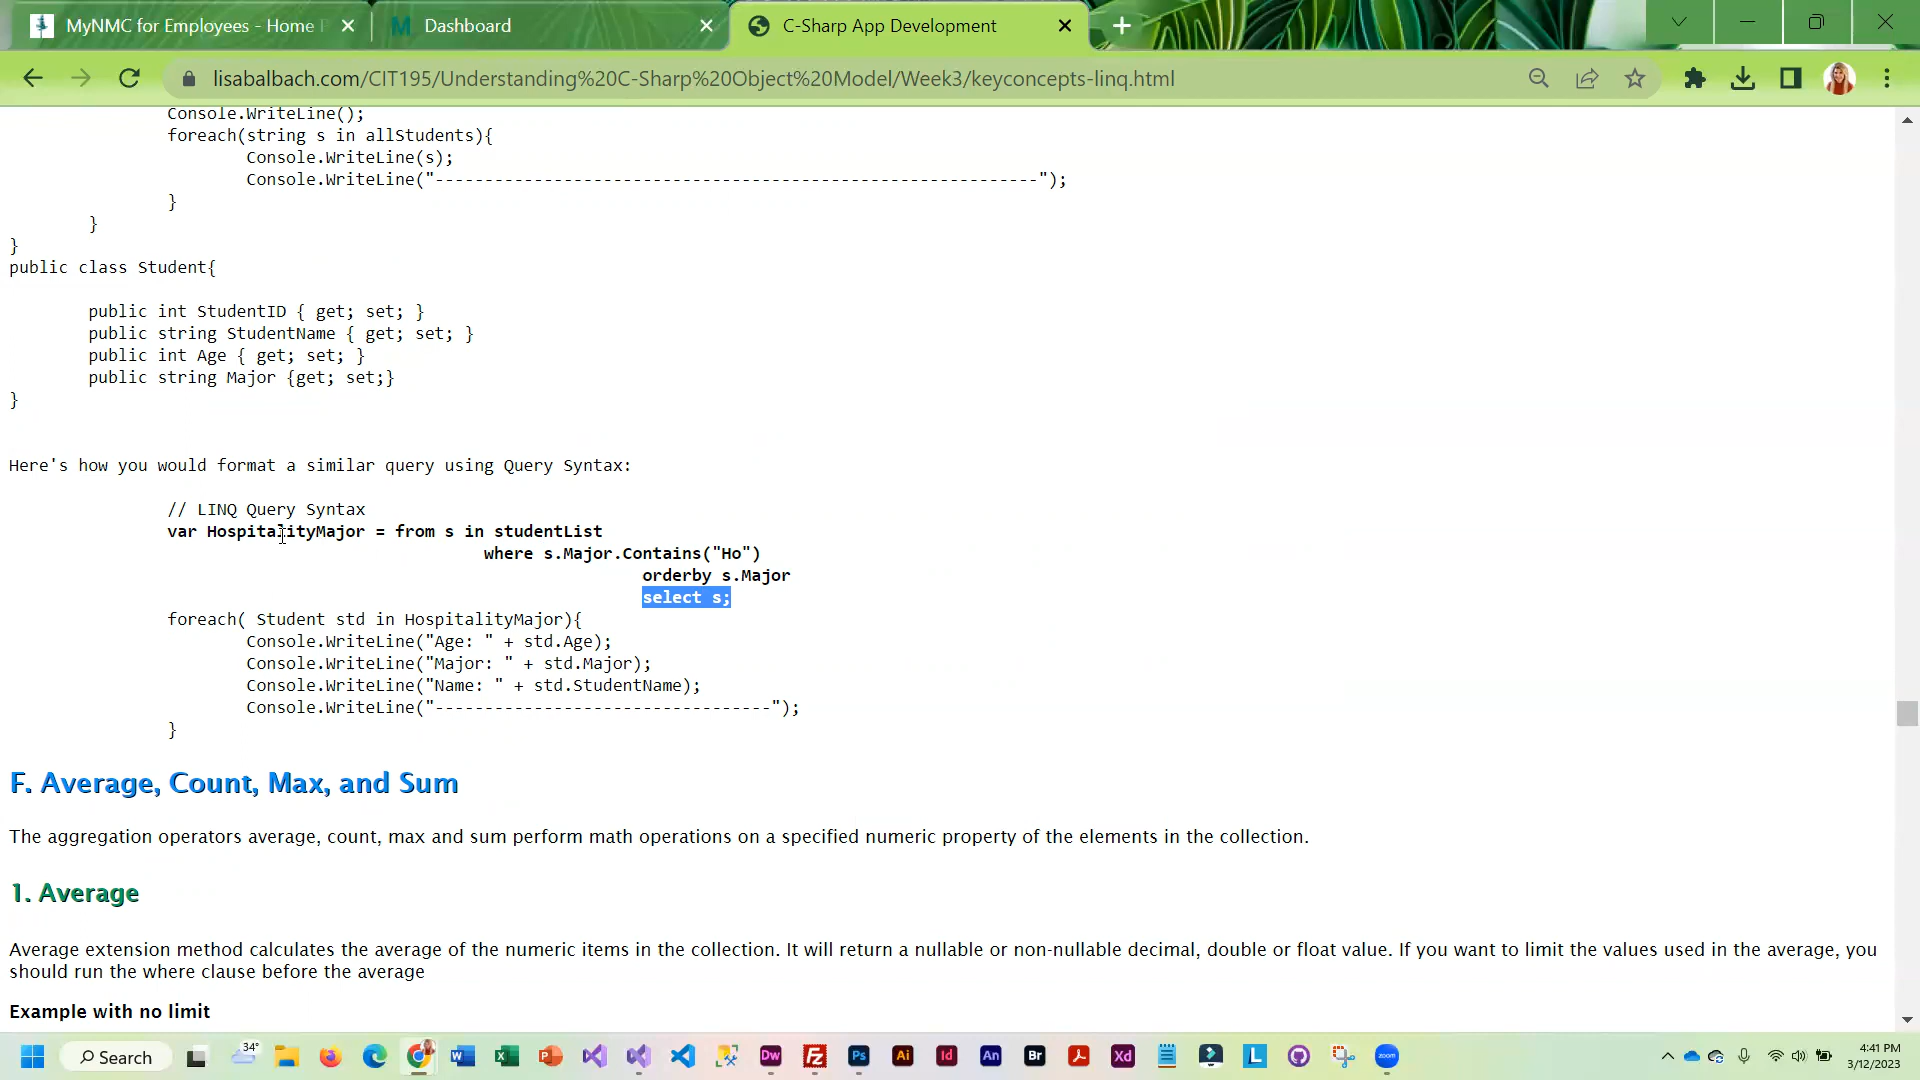 MyNMC for Employees - Home P
Dashboard
C-Sharp App Development
lisabalbach.com/CIT195/Understanding%20C-Sharp%20Object%20Model/Week3/keyconcepts-linq.html
Console.WriteLine();
foreach(string s in allStudents){
Console.WriteLine(s);
Console.WriteLine("-------------------------------------------------------------");
}
}
}
public class Student{
public int StudentID { get; set; }
public string StudentName { get; set; }
public int Age { get; set; }
public string Major {get; set;}
}
Here's how you would format a similar query using Query Syntax:
// LINQ Query Syntax
var HospitalityMajor = from s in studentList
where s.Major.Contains("Ho")
orderby s.Major
select s;
foreach( Student std in HospitalityMajor){
Console.WriteLine("Age: " + std.Age);
Console.WriteLine("Major: " + std.Major);
Console.WriteLine("Name: " + std.StudentName);
Console.WriteLine("----------------------------------");
}
F. Average, Count, Max, and Sum
The aggregation operators average, count, max and sum perform math operations on a specified numeric property of the elements in the collection.
1. Average
Average extension method calculates the average of the numeric items in the collection. It will return a nullable or non-nullable decimal, double or float value. If you want to limit the values used in the average, you
should run the where clause before the average
Example with no limit
Search
34°
4:41 PM
3/12/2023